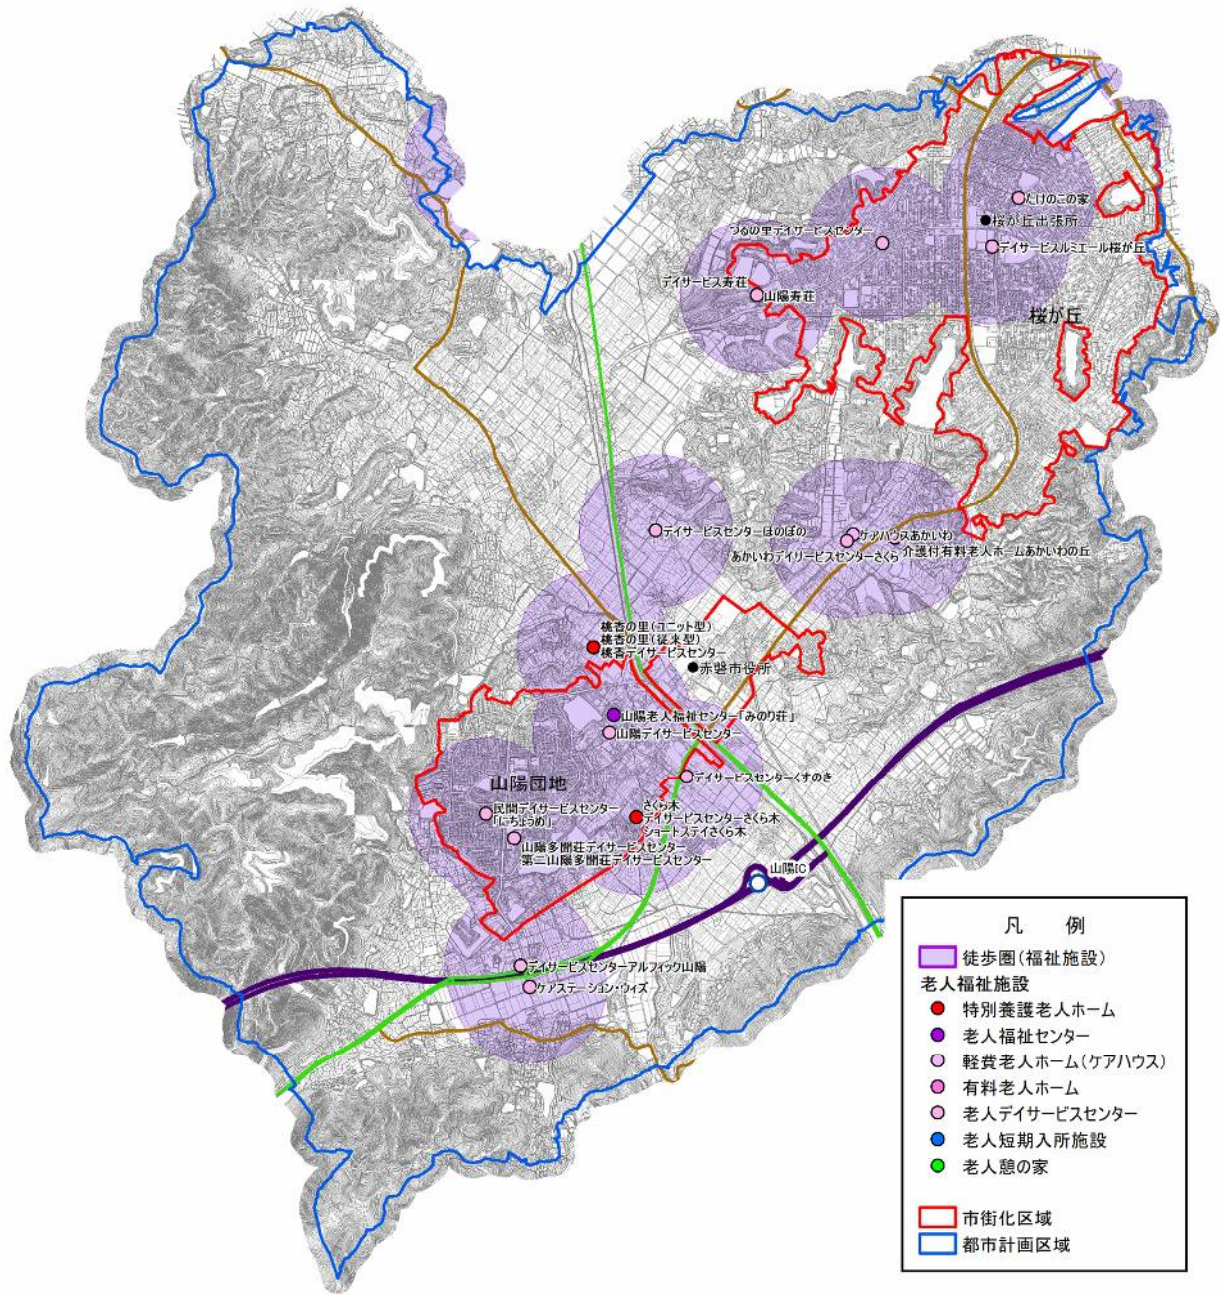 たけのこの家
桜が丘出張所
つるの里デイサービスセンター
デイサービスルミエール桜が丘
デイサービス寿荘
山陽寿荘
桜が丘
デイサービスセンターほのぼの
ケアハウスあかいわ
あかいわデイサービスセンターさくら
介護付有料老人ホームあかいわの丘
桃香の里(ユニット型)
桃香の里(従来型)
桃香デイサービスセンター
赤磐市役所
山陽老人福祉センター「みのり荘」
山陽デイサービスセンター
デイサービスセンターくすのき
山陽団地
民間デイサービスセンター
「にちょうめ」
さくら木
デイサービスセンターさくら木
ショートステイさくら木
山陽多聞荘デイサービスセンター
第二山陽多聞荘デイサービスセンター
山陽IC
デイサービスセンターアルフィック山陽
ケアステーション・ウィズ
凡 例
徒歩圏(福祉施設)
老人福祉施設
特別養護老人ホーム
老人福祉センター
軽費老人ホーム(ケアハウス)
有料老人ホーム
老人デイサービスセンター
老人短期入所施設
老人憩の家
市街化区域
都市計画区域